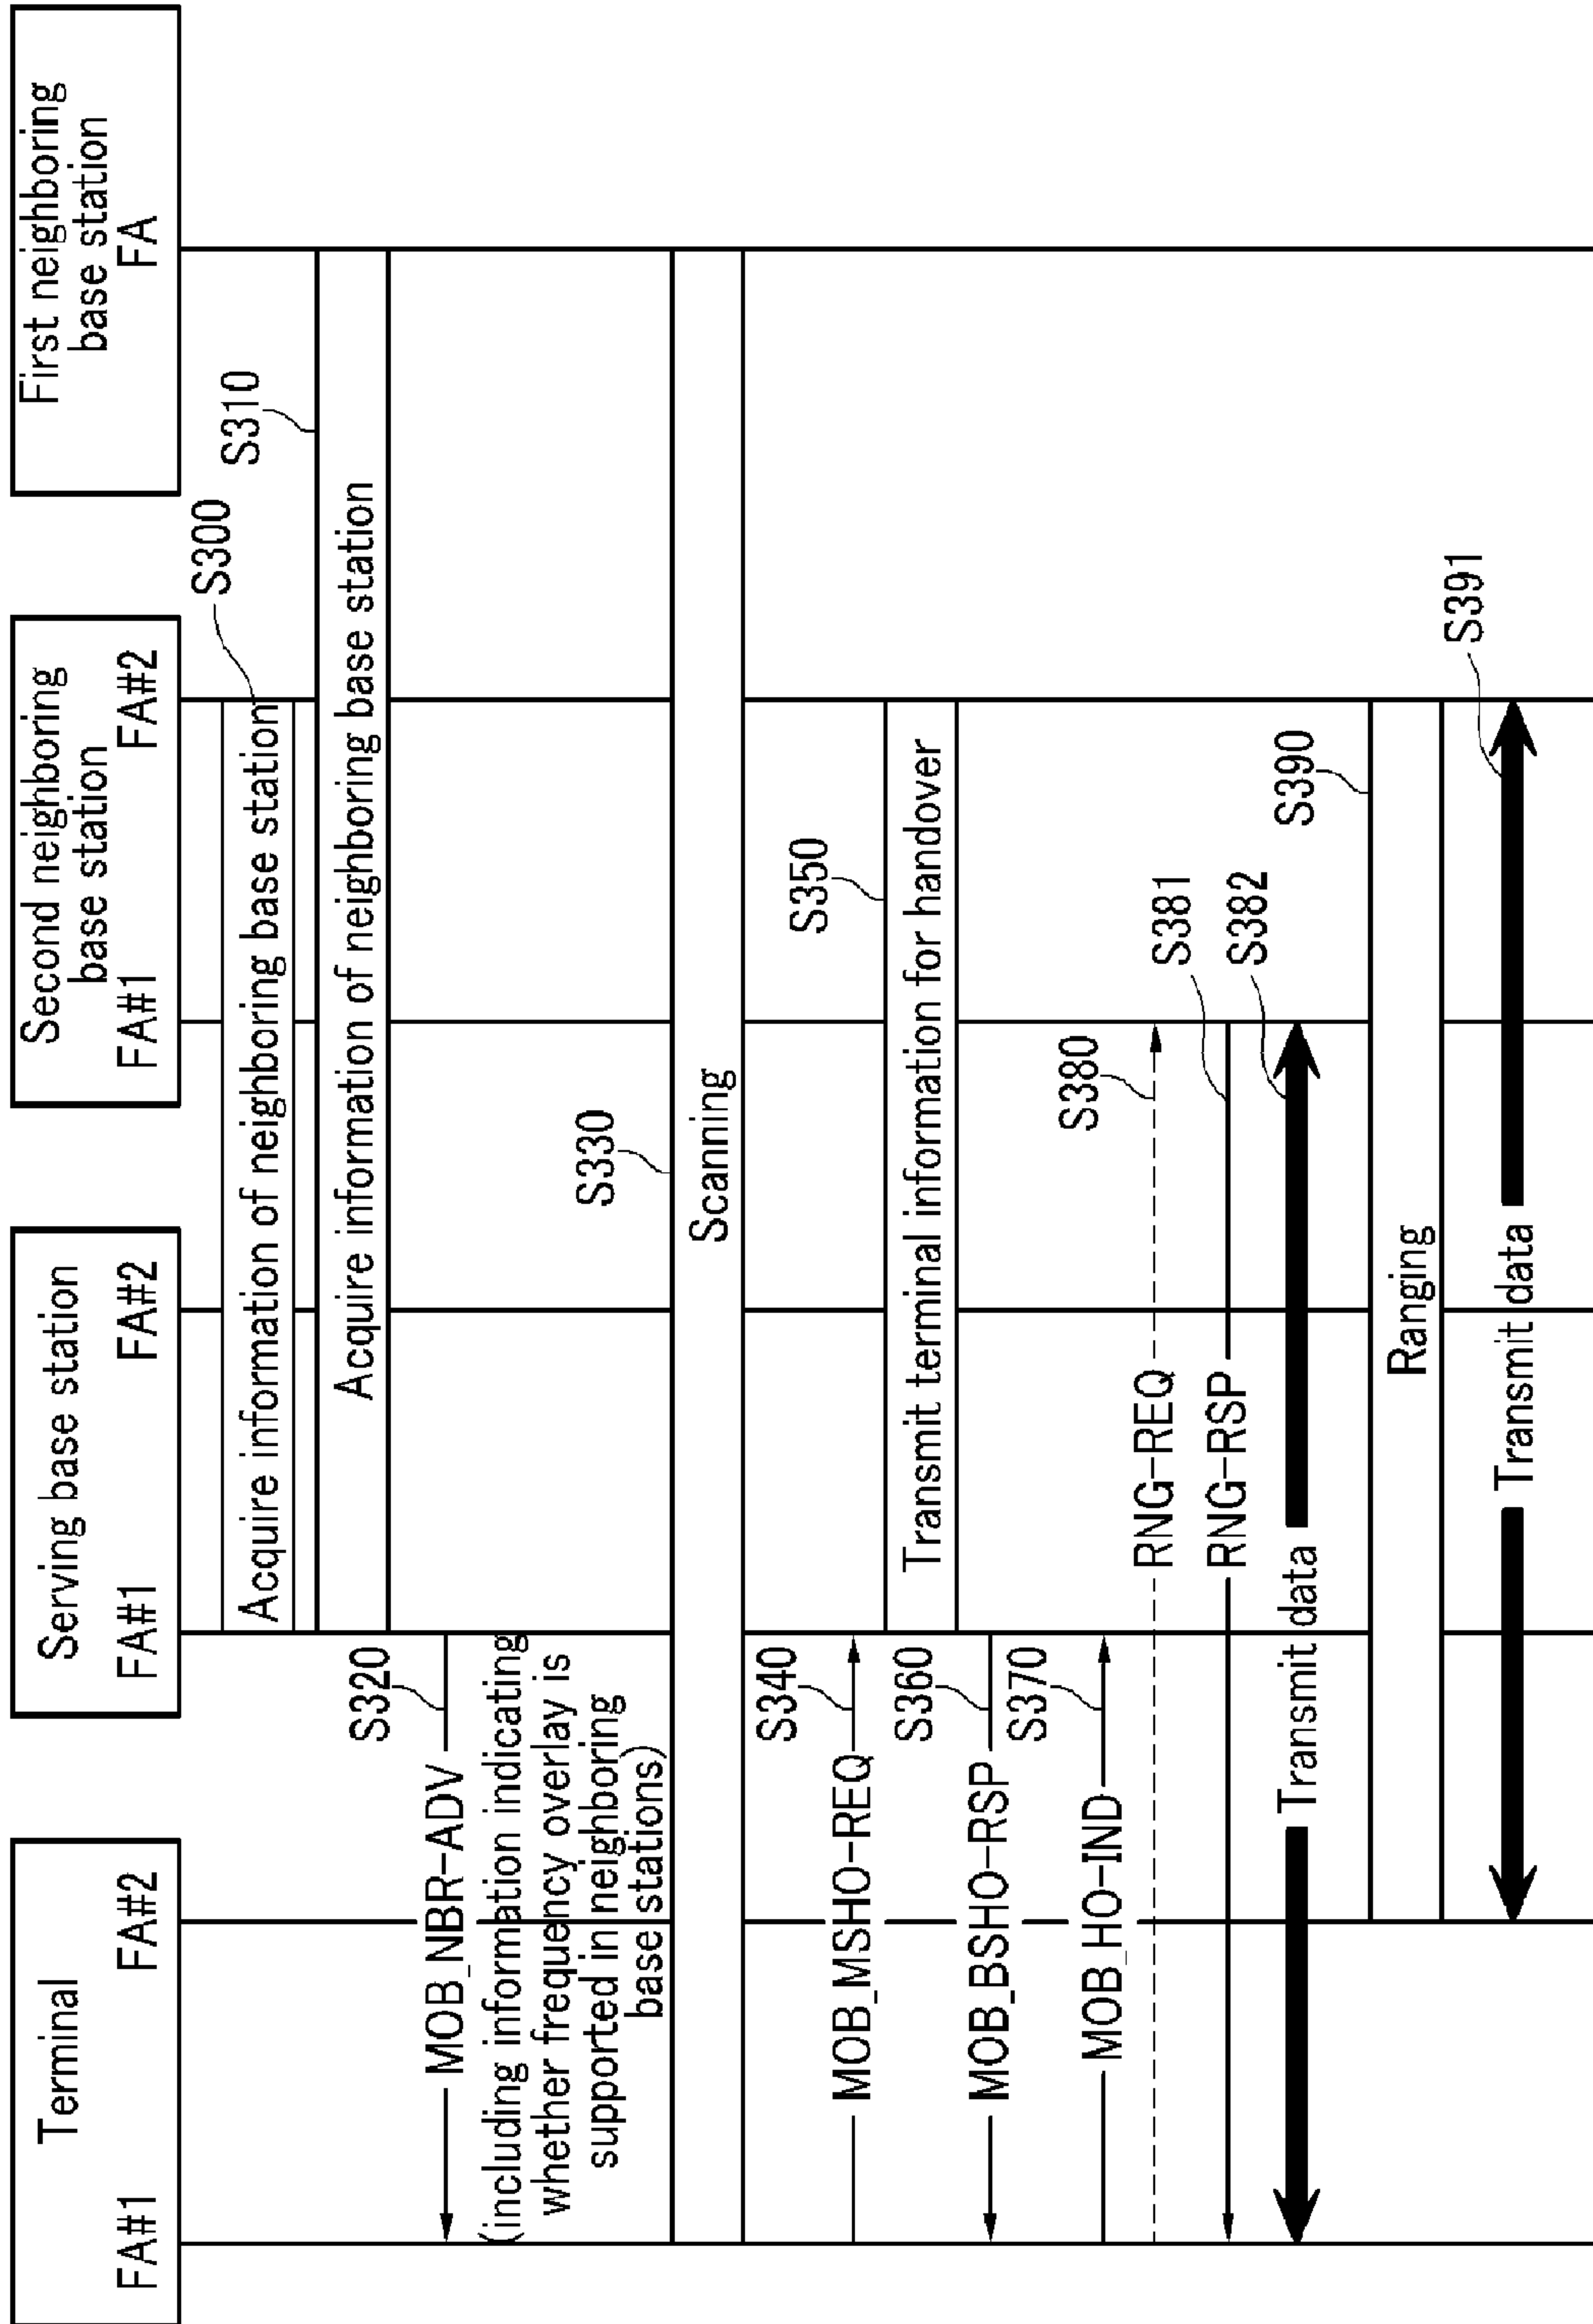 Terminal
FA#1 FA#2
Serving base station
FA#1 FA#2
Second neighboring
base station
FA#1 FA#2
First neighboring
base station
FA
S300
Acquire information of neighboring base station
S310
Acquire information of neighboring base station
S320
MOB_NBR-ADV
(including information indicating
whether frequency overlay is
supported in neighboring
base stations)
S330
Scanning
S340
MOB_MSHO-REQ
S350
Transmit terminal information for handover
S360
MOB_BSHO-RSP
S370
MOB_HO-IND
S380
RNG-REQ
S381
RNG-RSP
S382
Transmit data
S390
Ranging
S391
Transmit data